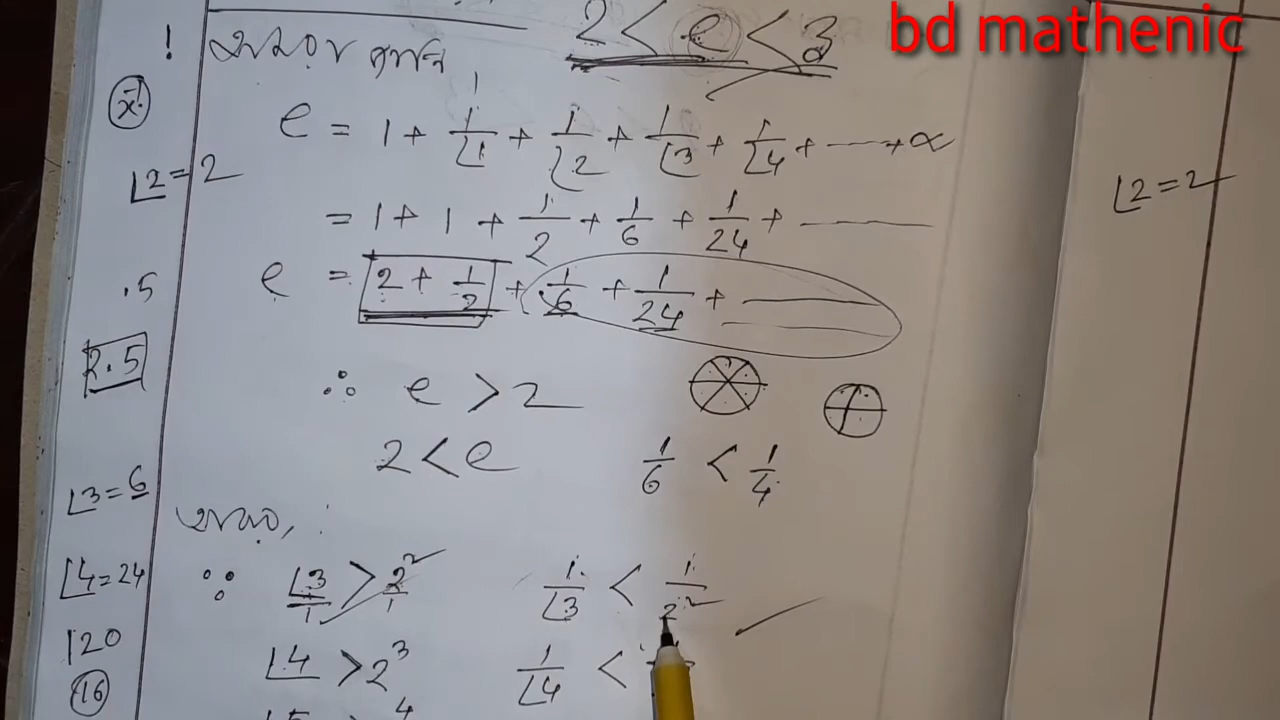 bd mathenic
2 < e < 3
!
x!
e = 1 + 1/⌊1 + 1/⌊2 + 1/⌊3 + 1/⌊4 + ---- + ∝
⌊2 = 2
⌊2 = 2
= 1 + 1 + 1/2 + 1/6 + 1/24 + ----
.5
e = 2 + 1/2 + 1/6 + 1/24 + ----
2.5
∴ e > 2
2 < e
1/6 < 1/4
⌊3 = 6
⌊4 = 24
∵ ⌊3/1 > 2²/1
1/⌊3 < 1/2²
120
⌊4 > 2³
1/⌊4 <
16